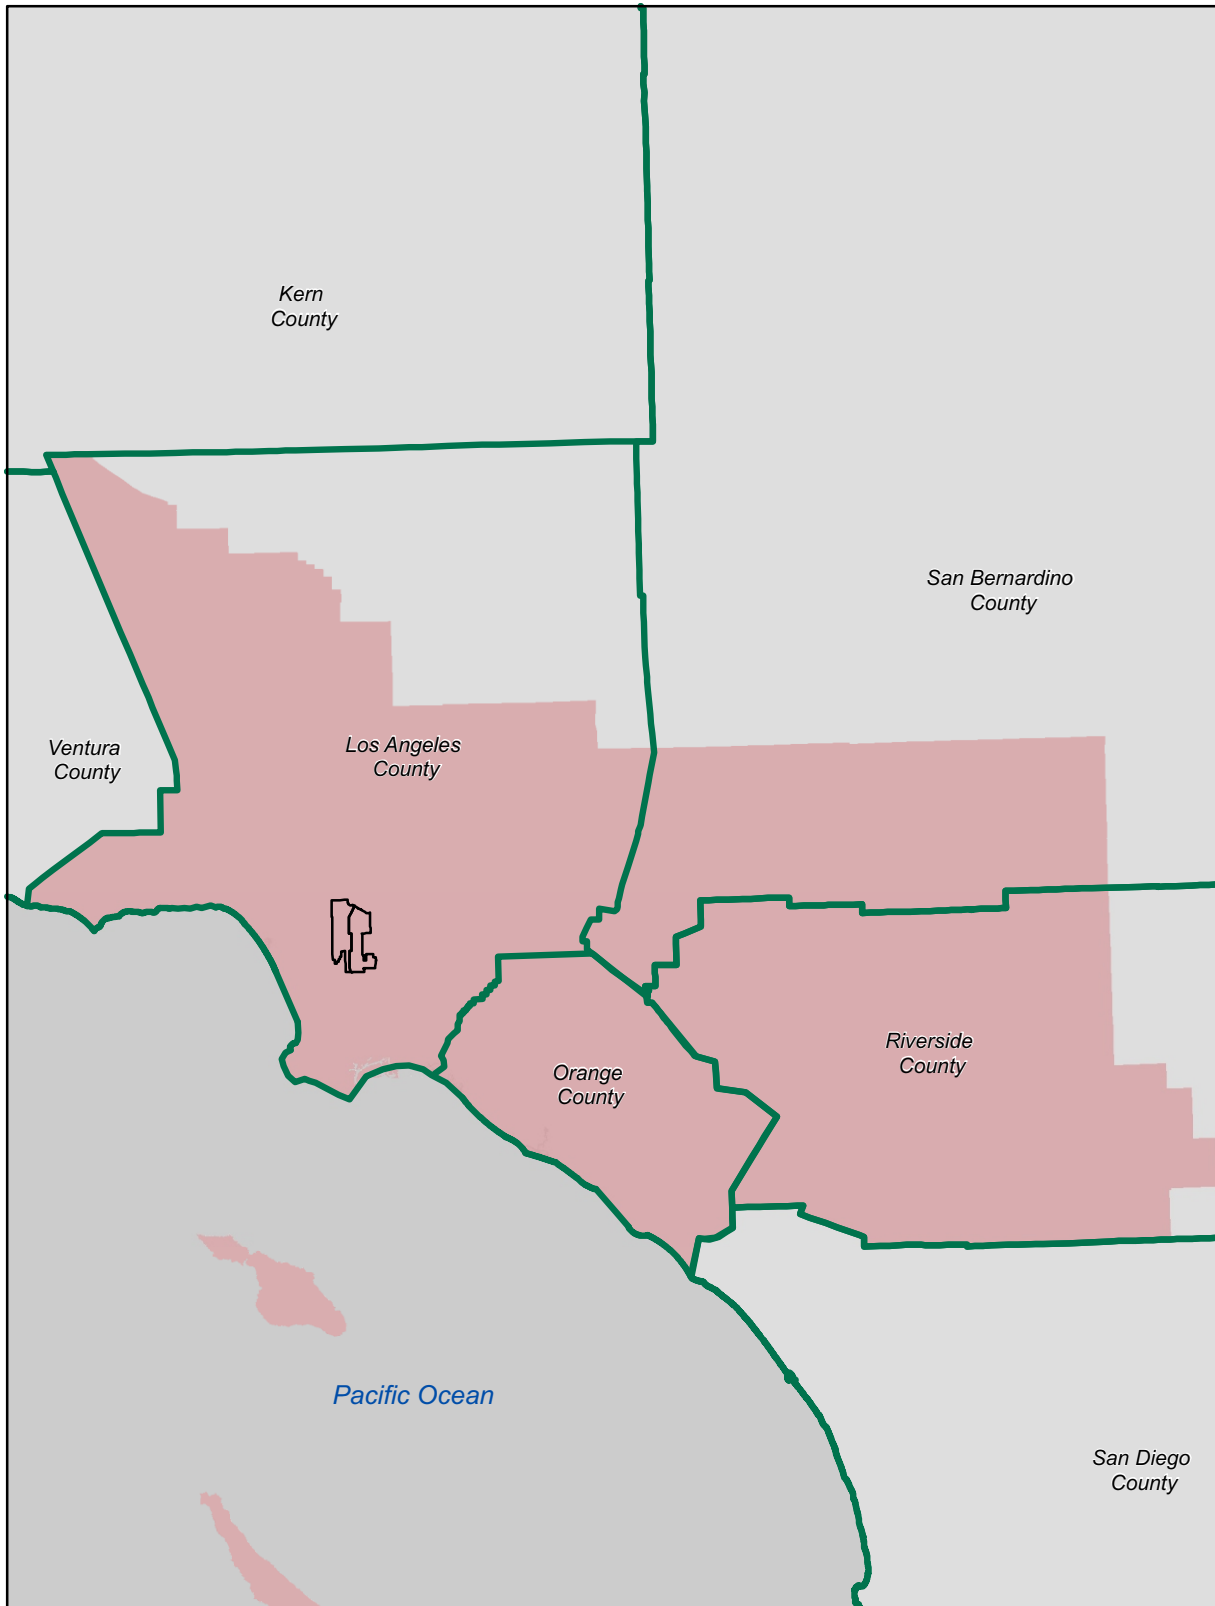 Kern
County
San Bernardino
County
Ventura
County
Los Angeles
County
Riverside
County
Orange
County
Pacific Ocean
San Diego
County